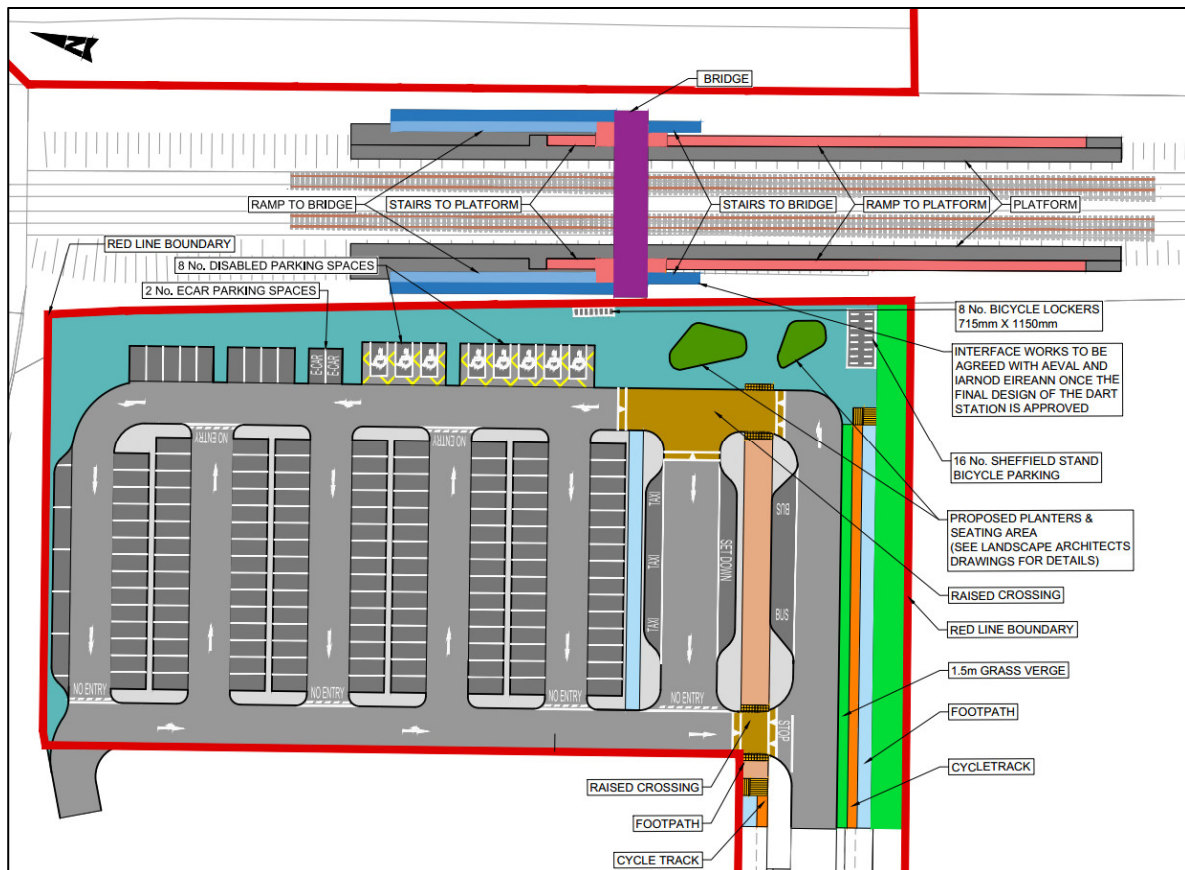 N
BRIDGE
RAMP TO BRIDGE
STAIRS TO PLATFORM
STAIRS TO BRIDGE
RAMP TO PLATFORM
PLATFORM
RED LINE BOUNDARY
8 No. DISABLED PARKING SPACES
2 No. ECAR PARKING SPACES
8 No. BICYCLE LOCKERS
715mm X 1150mm
INTERFACE WORKS TO BE
AGREED WITH AEVAL AND
IARNOD EIREANN ONCE THE
FINAL DESIGN OF THE DART
STATION IS APPROVED
16 No. SHEFFIELD STAND
BICYCLE PARKING
PROPOSED PLANTERS &
SEATING AREA
(SEE LANDSCAPE ARCHITECTS
DRAWINGS FOR DETAILS)
RAISED CROSSING
RED LINE BOUNDARY
1.5m GRASS VERGE
FOOTPATH
CYCLETRACK
E-CAR
E-CAR
NO ENTRY
NO ENTRY
TAXI
TAXI
TAXI
SET DOWN
BUS
BUS
NO ENTRY
NO ENTRY
NO ENTRY
NO ENTRY
STOP
RAISED CROSSING
FOOTPATH
CYCLE TRACK